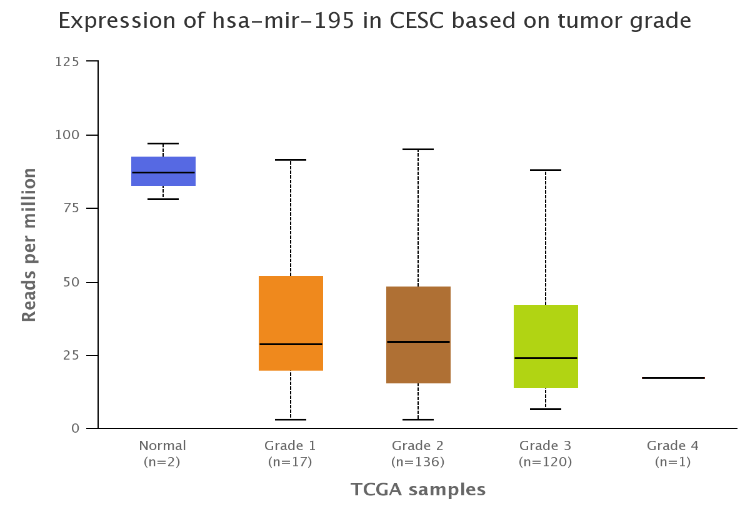 Expression of hsa-mir-195 in CESC based on tumor grade
125
100
75
50
25
0
Reads per million
Normal
(n=2)
Grade 1
(n=17)
Grade 2
(n=136)
Grade 3
(n=120)
Grade 4
(n=1)
TCGA samples